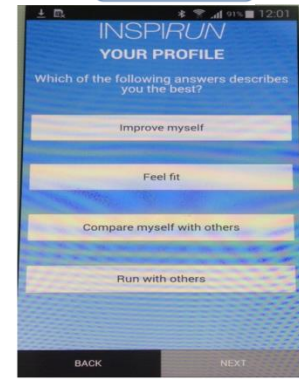 91% 12:01
INSPIRUN
YOUR PROFILE
Which of the following answers describes
you the best?
Improve myself
Feel fit
Compare myself with others
Run with others
BACK NEXT